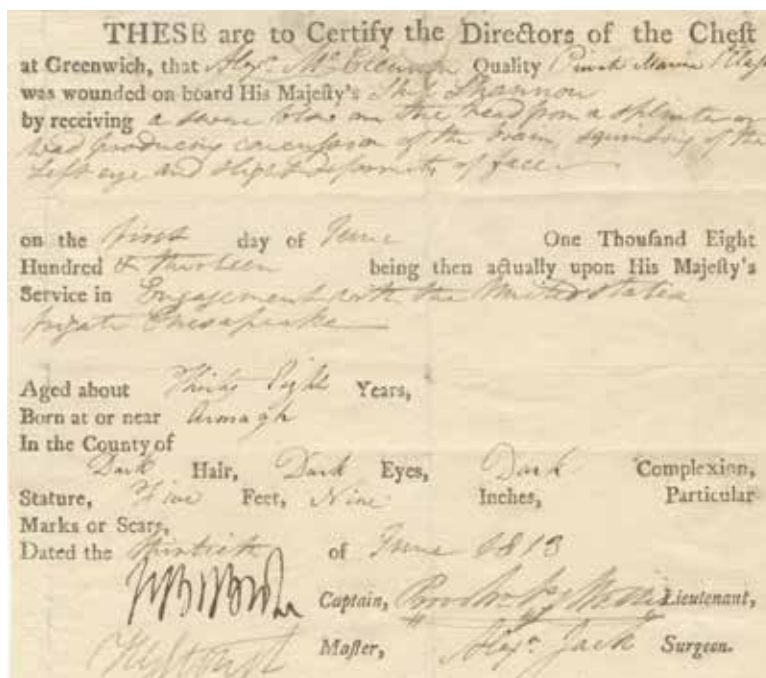 THESE are to Certify the Directors of the Cheſt
at Greenwich, that Alexr. Quality Marine
was wounded on board His Majeſty's Ship Shannon
by receiving a severe blow on the head from a splinter or
wad producing concussion of the brain, squinting of the
left eye and slight deformity of face
on the first day of June One Thouſand Eight
Hundred & thirteen being then actually upon His Majeſty's
Service in Engagement with the United States
frigate Chesapeake
Aged about Thirty Eight Years,
Born at or near Armagh
In the County of
Dark Hair, Dark Eyes, Dark Complexion,
Stature, Five Feet, Nine Inches, Particular
Marks or Scars,
Dated the Thirtieth of June 1813
Captain, Lieutenant,
Maſter, Alexr. Jack Surgeon.